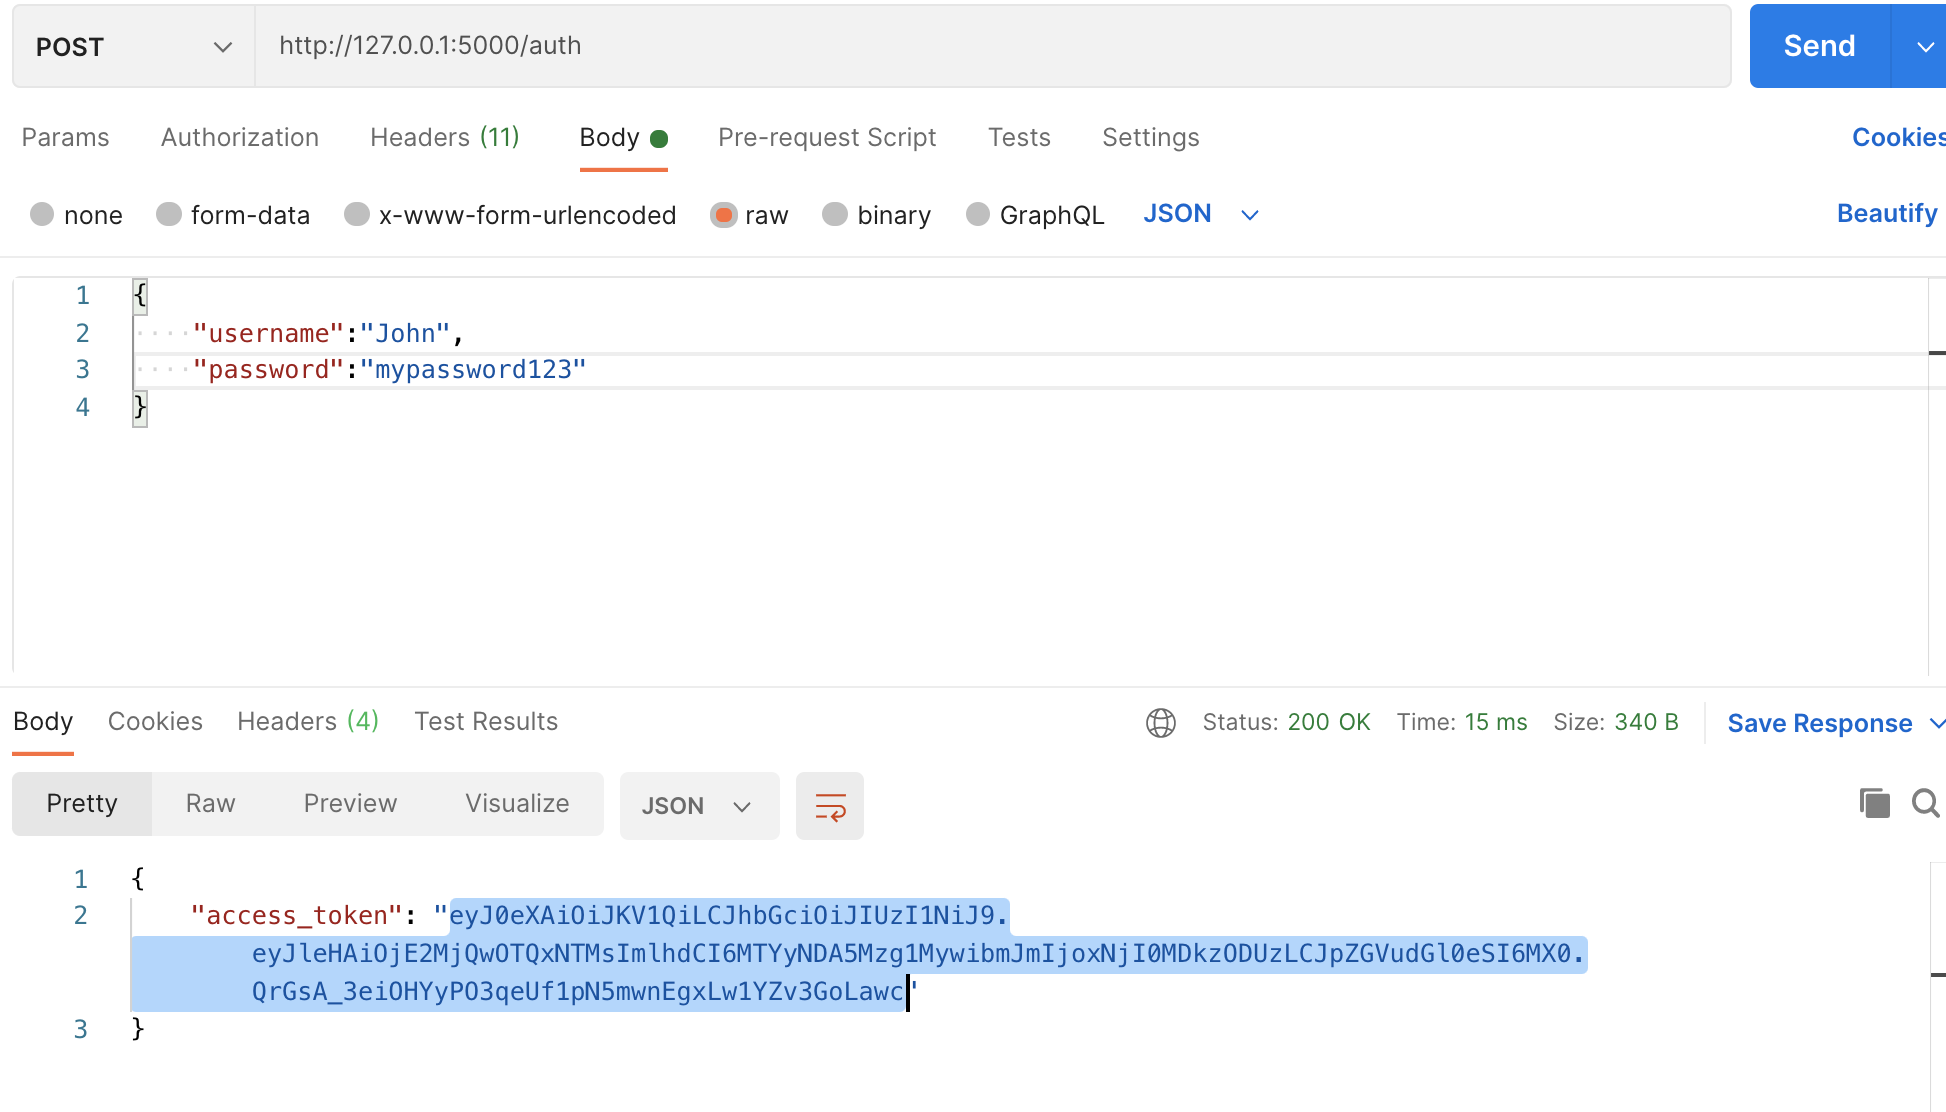 POST http://127.0.0.1:5000/auth Send
Params Authorization Headers (11) Body Pre-request Script Tests Settings Cookies
none form-data x-www-form-urlencoded raw binary GraphQL JSON Beautify
1 {
2 "username":"John",
3 "password":"mypassword123"
4 }
Body Cookies Headers (4) Test Results Status: 200 OK Time: 15 ms Size: 340 B Save Response
Pretty Raw Preview Visualize JSON
1 {
2 "access_token": "eyJ0eXAiOiJKV1QiLCJhbGciOiJIUzI1NiJ9.
eyJleHAiOjE2MjQwOTQxNTMsImlhdCI6MTYyNDA5Mzg1MywibmJmIjoxNjI0MDkzODUzLCJpZGVudGl0eSI6MX0.
QrGsA_3eiOHYyPO3qeUf1pN5mwnEgxLw1YZv3GoLawc"
3 }